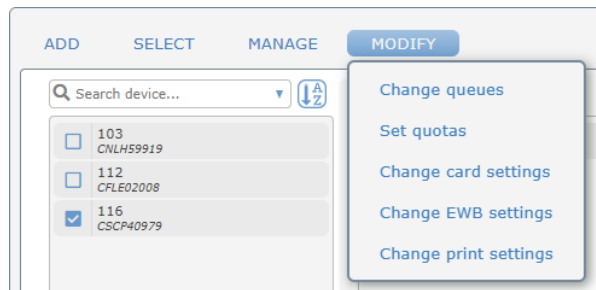 ADD SELECT MANAGE MODIFY
Search device...
A
Z
103
CNLH59919
112
CFLE02008
116
CSCP40979
Change queues
Set quotas
Change card settings
Change EWB settings
Change print settings